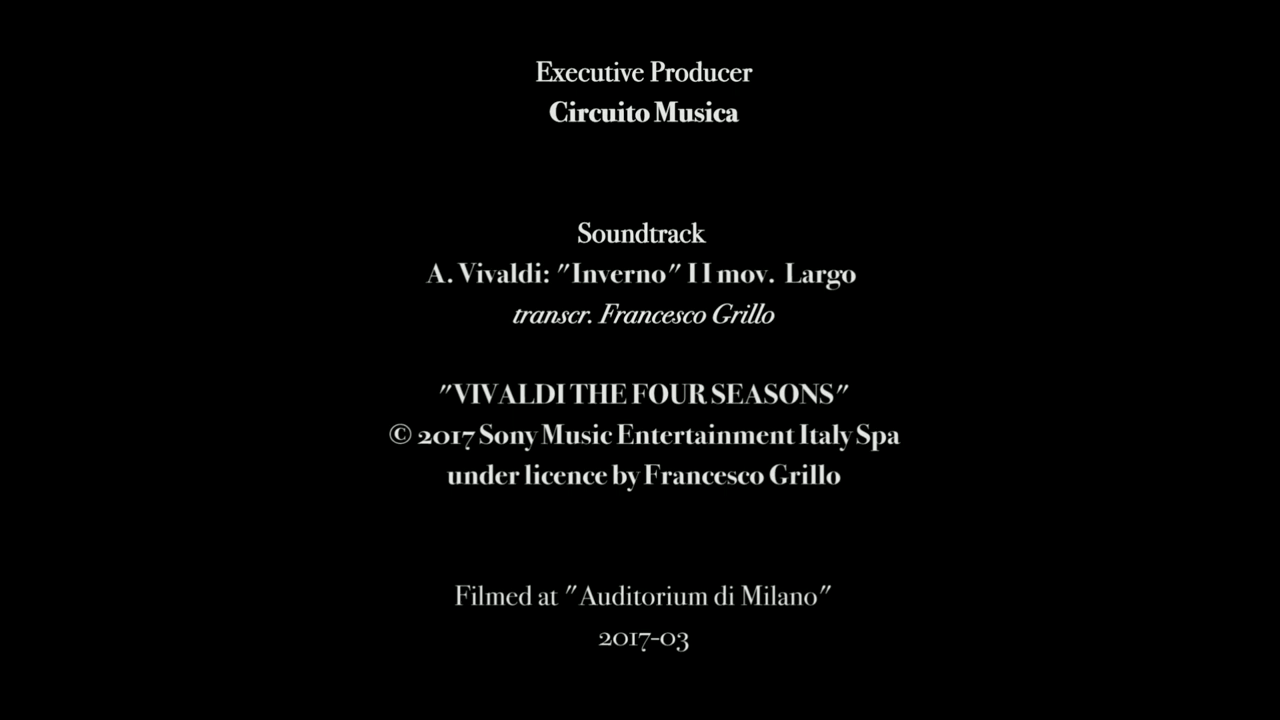 Executive Producer
Circuito Musica
Soundtrack
A. Vivaldi: "Inverno" II mov. Largo
transcr. Francesco Grillo
"VIVALDI THE FOUR SEASONS"
© 2017 Sony Music Entertainment Italy Spa
under licence by Francesco Grillo
Filmed at "Auditorium di Milano"
2017-03